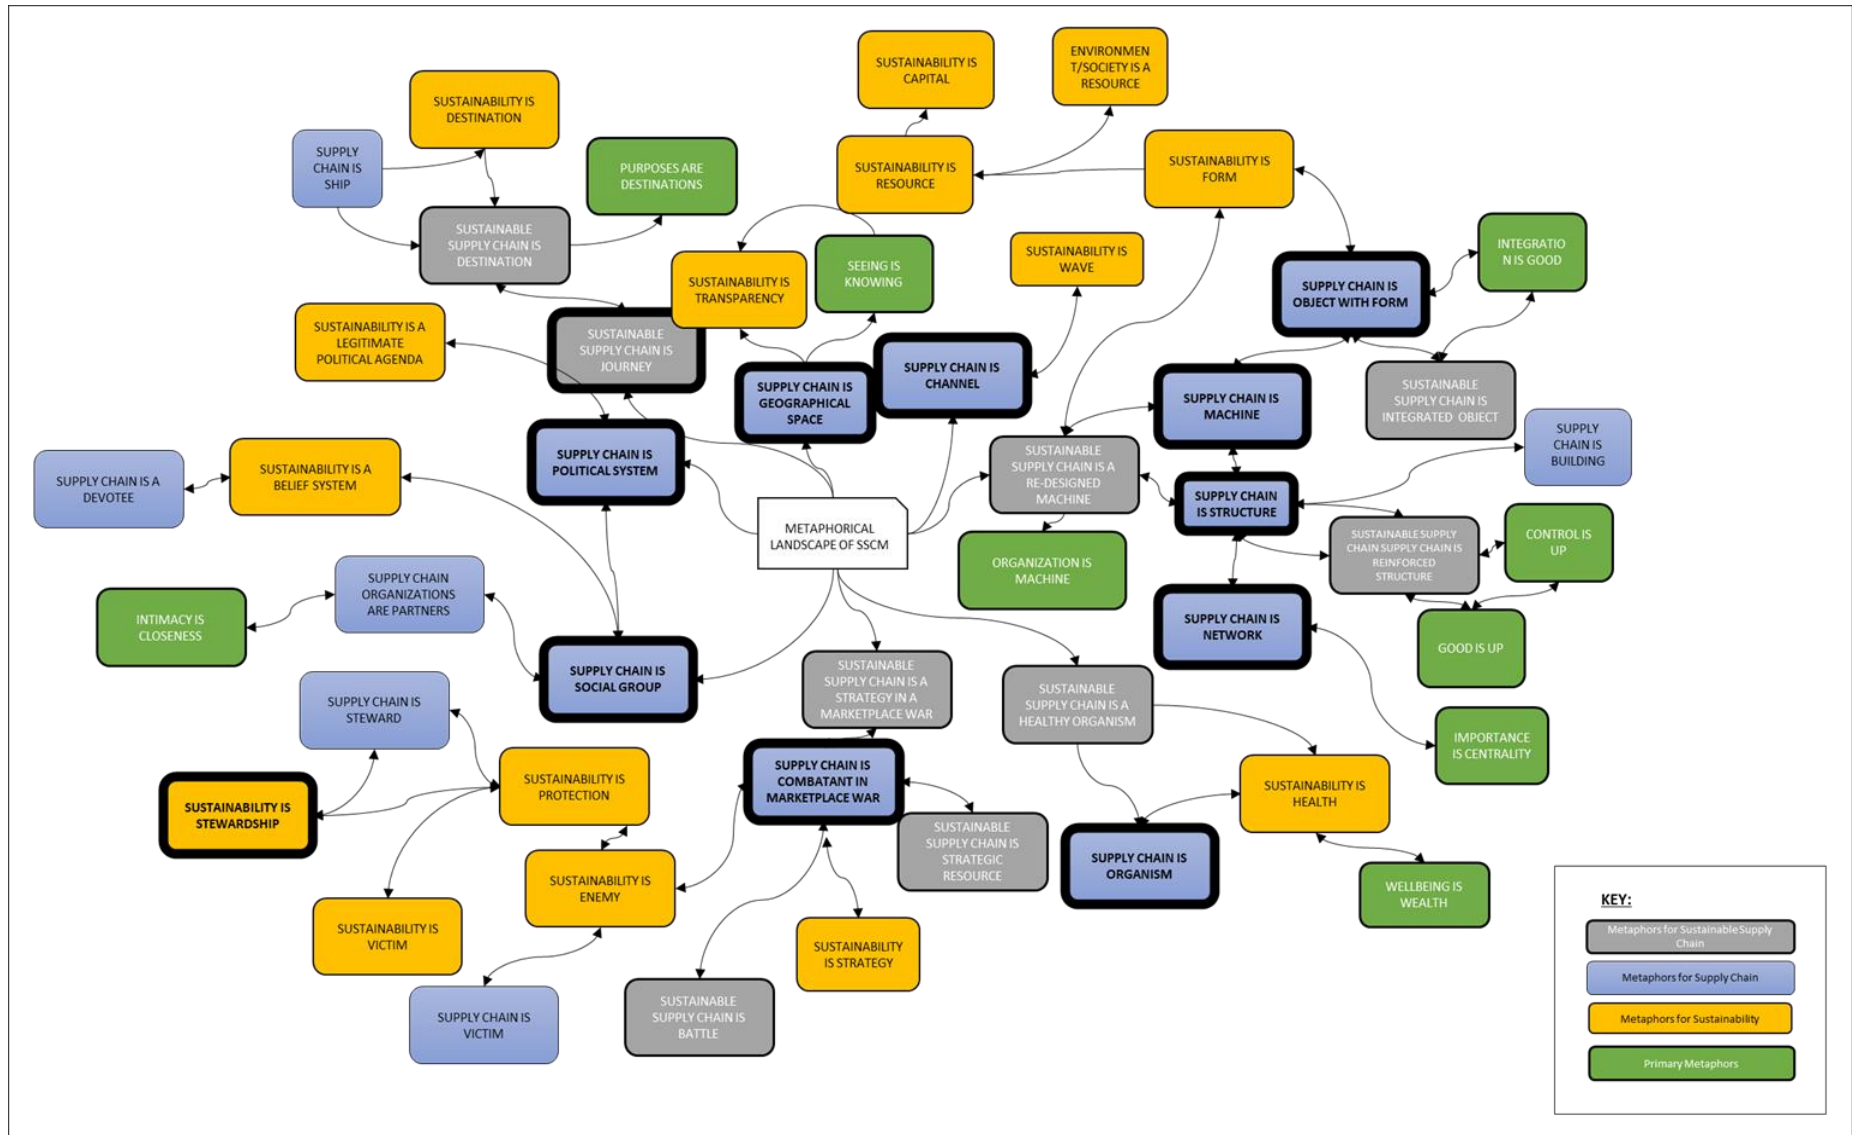 SUSTAINABILITY IS
CAPITAL
ENVIRONMEN
T/SOCIETY IS A
RESOURCE
SUSTAINABILITY IS
DESTINATION
SUPPLY
CHAIN IS
SHIP
PURPOSES ARE
DESTINATIONS
SUSTAINABILITY IS
RESOURCE
SUSTAINABILITY IS
FORM
SUSTAINABLE
SUPPLY CHAIN IS
DESTINATION
SEEING IS
KNOWING
SUSTAINABILITY IS
WAVE
INTEGRATIO
N IS GOOD
SUSTAINABILITY IS
TRANSPARENCY
SUPPLY CHAIN IS
OBJECT WITH FORM
SUSTAINABILITY IS A
LEGITIMATE
POLITICAL AGENDA
SUSTAINABLE
SUPPLY CHAIN IS
JOURNEY
SUPPLY CHAIN IS
GEOGRAPHICAL
SPACE
SUPPLY CHAIN IS
CHANNEL
SUPPLY CHAIN IS
MACHINE
SUSTAINABLE
SUPPLY CHAIN IS
INTEGRATED OBJECT
SUPPLY
CHAIN IS
BUILDING
SUPPLY CHAIN IS A
DEVOTEE
SUSTAINABILITY IS A
BELIEF SYSTEM
SUPPLY CHAIN IS
POLITICAL SYSTEM
SUSTAINABLE
SUPPLY CHAIN IS A
RE-DESIGNED
MACHINE
SUPPLY CHAIN
IS STRUCTURE
METAPHORICAL
LANDSCAPE OF SSCM
SUSTAINABLE SUPPLY
CHAIN SUPPLY CHAIN IS
REINFORCED
STRUCTURE
CONTROL IS
UP
ORGANIZATION IS
MACHINE
SUPPLY CHAIN
ORGANIZATIONS
ARE PARTNERS
INTIMACY IS
CLOSENESS
SUPPLY CHAIN IS
NETWORK
GOOD IS UP
SUPPLY CHAIN IS
SOCIAL GROUP
SUSTAINABLE
SUPPLY CHAIN IS A
STRATEGY IN A
MARKETPLACE WAR
SUSTAINABLE
SUPPLY CHAIN IS A
HEALTHY ORGANISM
SUPPLY CHAIN IS
STEWARD
IMPORTANCE
IS CENTRALITY
SUSTAINABILITY IS
PROTECTION
SUPPLY CHAIN IS
COMBATANT IN
MARKETPLACE WAR
SUSTAINABILITY IS
HEALTH
SUSTAINABILITY IS
STEWARDSHIP
SUSTAINABLE
SUPPLY CHAIN IS
STRATEGIC
RESOURCE
SUPPLY CHAIN IS
ORGANISM
SUSTAINABILITY IS
ENEMY
WELLBEING IS
WEALTH
SUSTAINABILITY IS
VICTIM
SUSTAINABILITY
IS STRATEGY
SUPPLY CHAIN IS
VICTIM
SUSTAINABLE
SUPPLY CHAIN IS
BATTLE
KEY:
Metaphors for Sustainable Supply
Chain
Metaphors for Supply Chain
Metaphors for Sustainability
Primary Metaphors